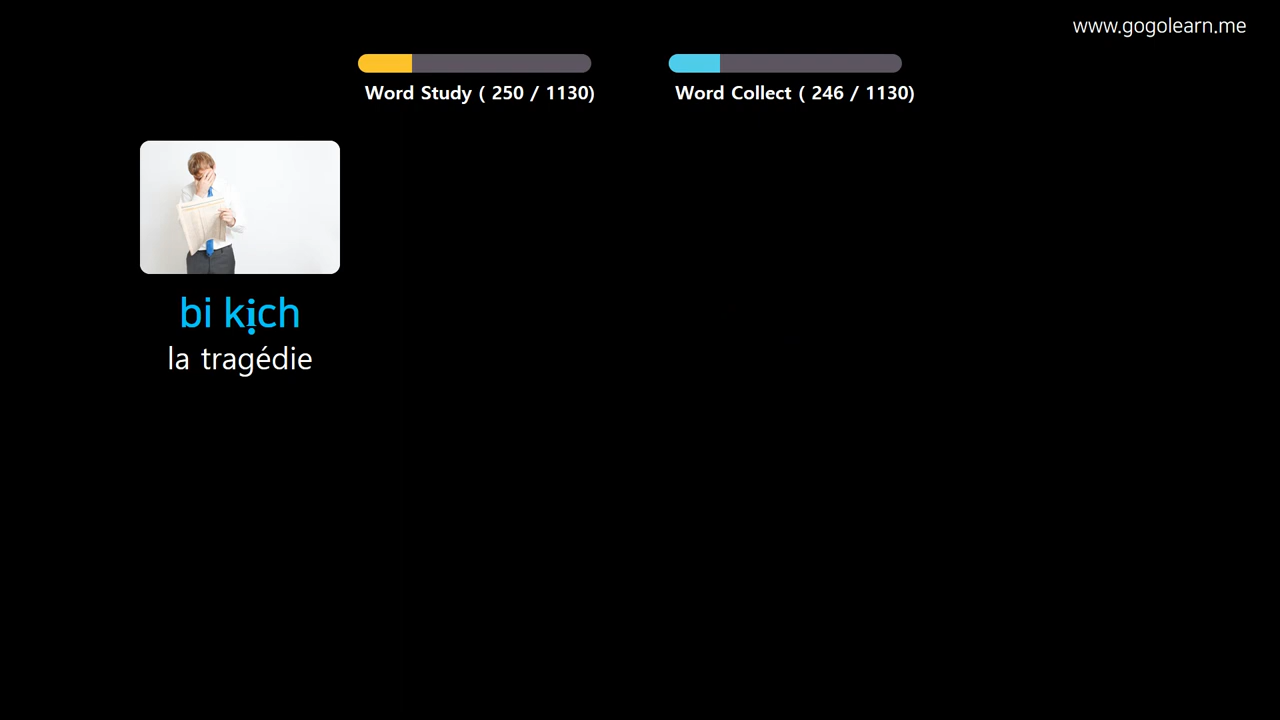 www.gogolearn.me
Word Study ( 250 / 1130)
Word Collect ( 246 / 1130)
bi kịch
la tragédie